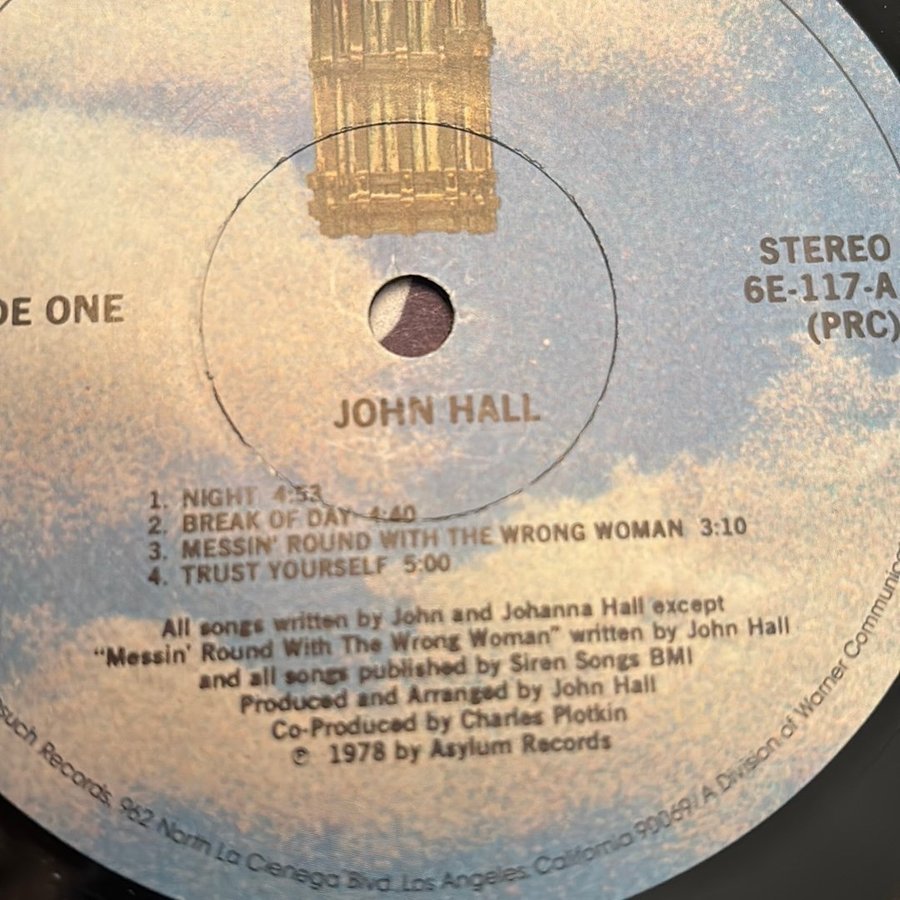 DE ONE
STEREO
6E-117-A
(PRC)
JOHN HALL
1. NIGHT 4:53
2. BREAK OF DAY 4:40
3. MESSIN' ROUND WITH THE WRONG WOMAN 3:10
4. TRUST YOURSELF 5:00
All songs written by John and Johanna Hall except
"Messin' Round With The Wrong Woman" written by John Hall
and all songs published by Siren Songs BMI
Produced and Arranged by John Hall
Co-Produced by Charles Plotkin
℗ 1978 by Asylum Records
such Records, 962 North La Cienega Blvd. Los Angeles, California 90069 / A Division of Warner Communic